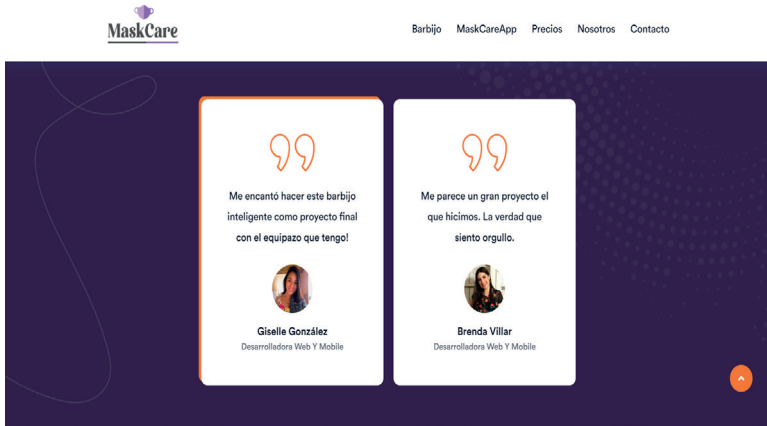 MaskCare
Barbijo MaskCareApp Precios Nosotros Contacto
Me encantó hacer este barbijo
inteligente como proyecto final
con el equipazo que tengo!
Giselle González
Desarrolladora Web Y Mobile
Me parece un gran proyecto el
que hicimos. La verdad que
siento orgullo.
Brenda Villar
Desarrolladora Web Y Mobile